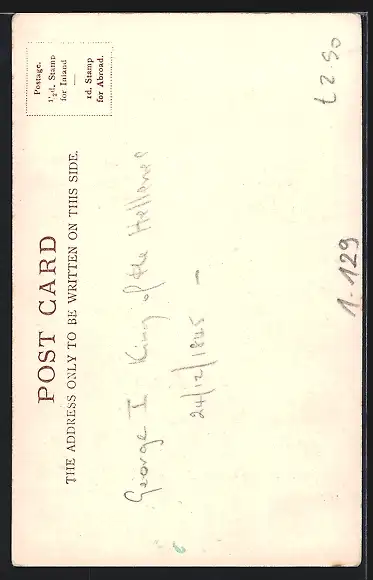 POST CARD
THE ADDRESS ONLY TO BE WRITTEN ON THIS SIDE.
Postage.
½d. Stamp
for Inland
—
1d. Stamp
for Abroad.
George I King of the Hellenes
24/12/1845 –
£2.50
1-129